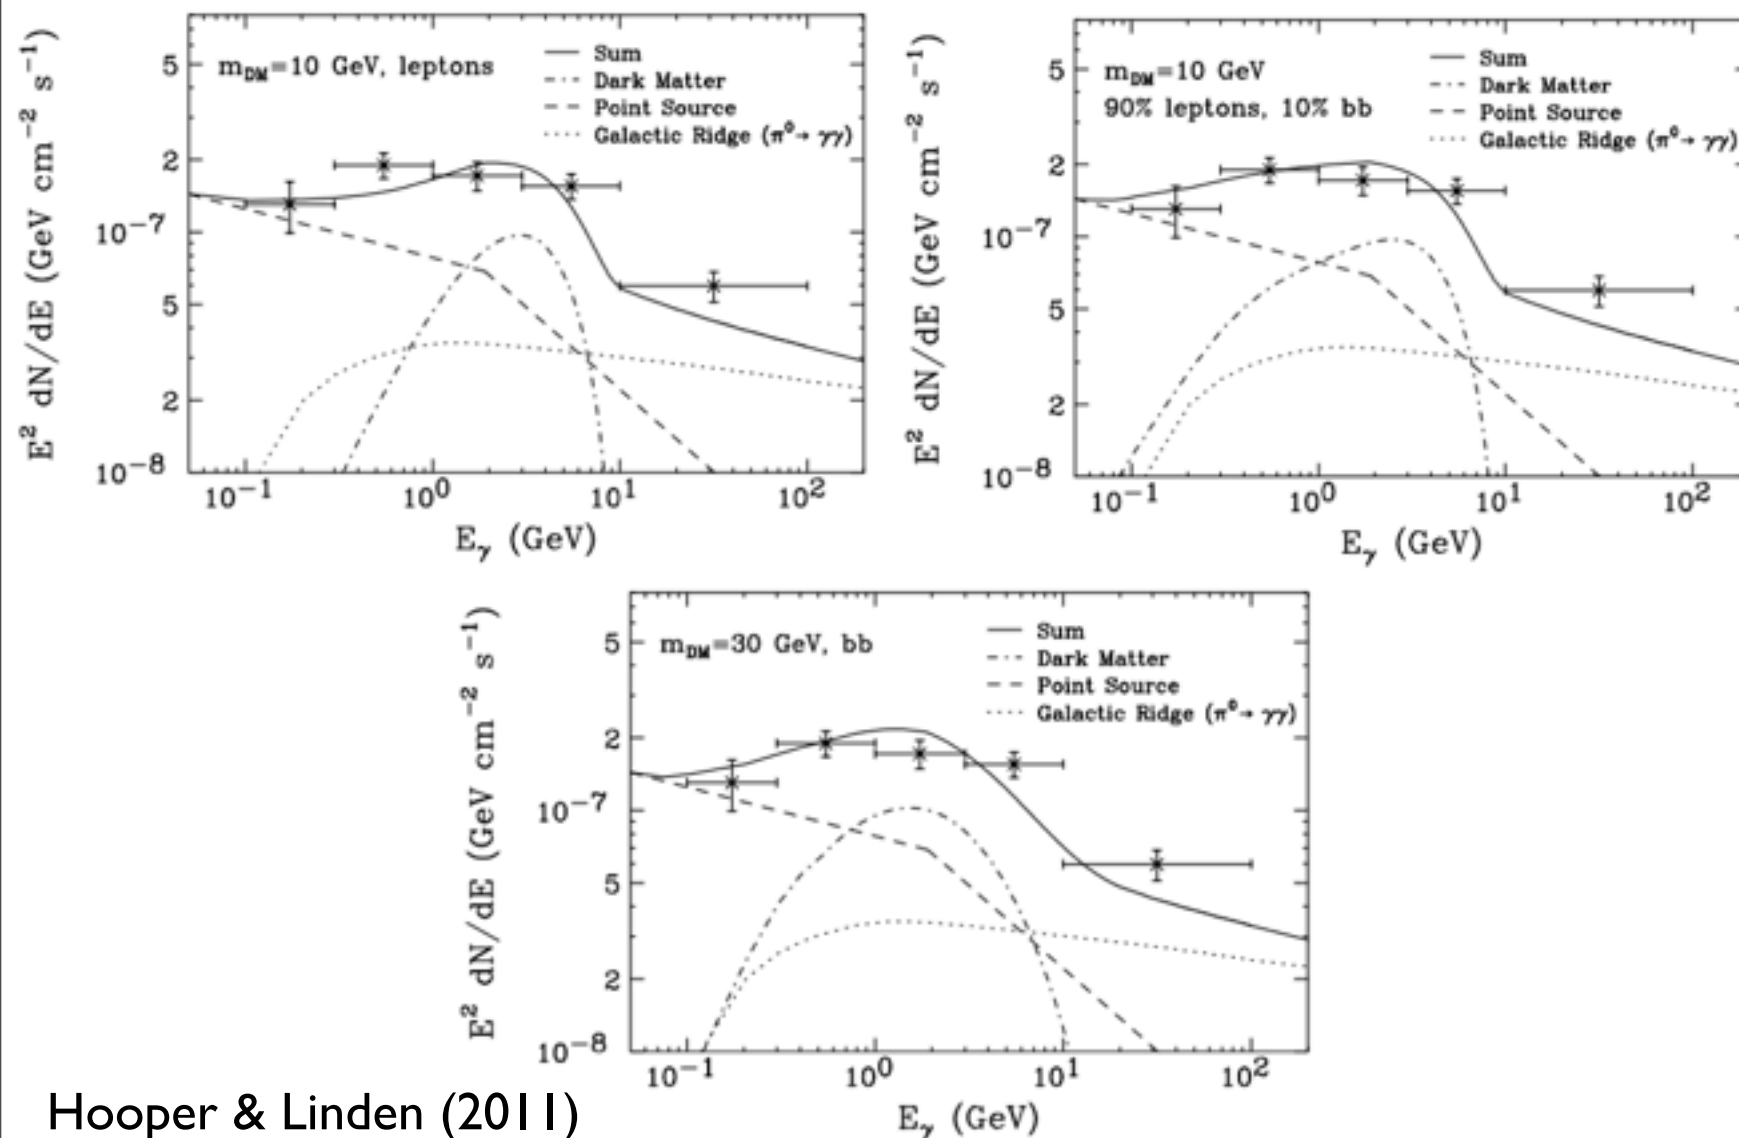 E² dN/dE (GeV cm⁻² s⁻¹)
m_DM=10 GeV, leptons
Sum
Dark Matter
Point Source
Galactic Ridge (π⁰→ γγ)
5
2
10⁻⁷
5
2
10⁻⁸
10⁻¹ 10⁰ 10¹ 10²
E_γ (GeV)
E² dN/dE (GeV cm⁻² s⁻¹)
m_DM=10 GeV
90% leptons, 10% bb
Sum
Dark Matter
Point Source
Galactic Ridge (π⁰→ γγ)
5
2
10⁻⁷
5
2
10⁻⁸
10⁻¹ 10⁰ 10¹ 10²
E_γ (GeV)
E² dN/dE (GeV cm⁻² s⁻¹)
m_DM=30 GeV, bb
Sum
Dark Matter
Point Source
Galactic Ridge (π⁰→ γγ)
5
2
10⁻⁷
5
2
10⁻⁸
10⁻¹ 10⁰ 10¹ 10²
E_γ (GeV)
Hooper & Linden (2011)